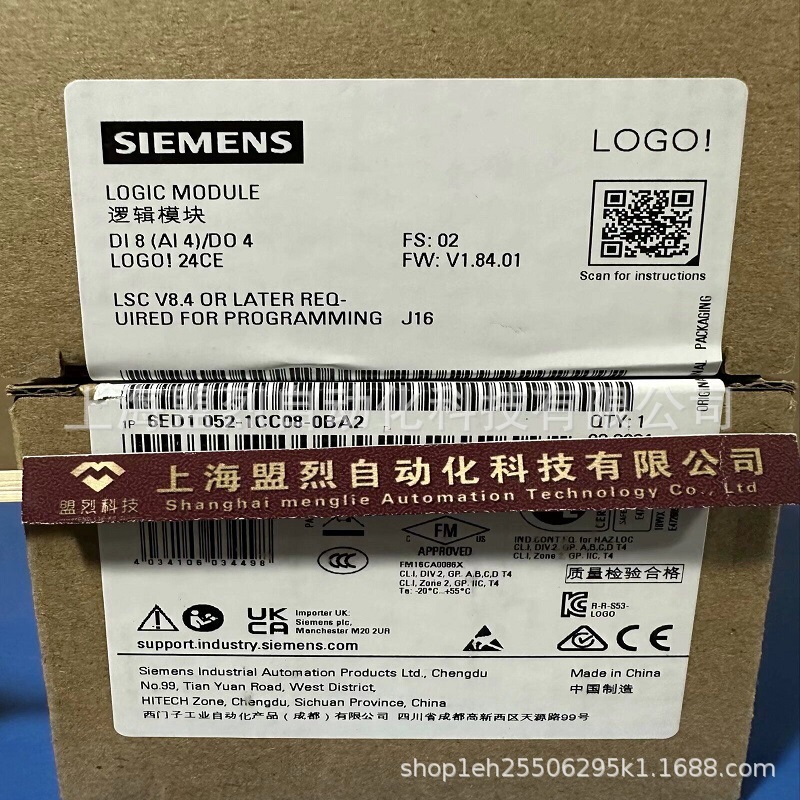 SIEMENS
LOGO!
LOGIC MODULE
逻辑模块
DI 8 (AI 4)/DO 4
FS: 02
LOGO! 24CE
FW: V1.84.01
Scan for instructions
LSC V8.4 OR LATER REQ-
UIRED FOR PROGRAMMING
J16
ORIGINAL PACKAGING
1P
6ED1 052-1CC08-0BA2
QTY: 1
上海盟烈自动化科技有限公司
Shanghai menglie Automation Technology Co., Ltd
盟烈科技
4 034106 034498
CCC
FM
US
APPROVED
FM16CA0086X
CL I, DIV 2, GP. A,B,C,D T4
CL I, Zone 2, GP. IIC, T4
Ta: -20°C...+55°C
IND.CONT.EQ. for HAZ LOC
CL I, DIV 2, GP. A,B,C,D T4
CL I, Zone 2, GP. IIC, T4
质量检验合格
R-R-S53-
LOGO
UK
CA
Importer UK:
Siemens plc,
Manchester M20 2UR
support.industry.siemens.com
CE
Siemens Industrial Automation Products Ltd., Chengdu
No.99, Tian Yuan Road, West District,
HITECH Zone, Chengdu, Sichuan Province, China
西门子工业自动化产品（成都）有限公司 四川省成都高新西区天源路99号
Made in China
中国制造
shop1eh25506295k1.1688.com